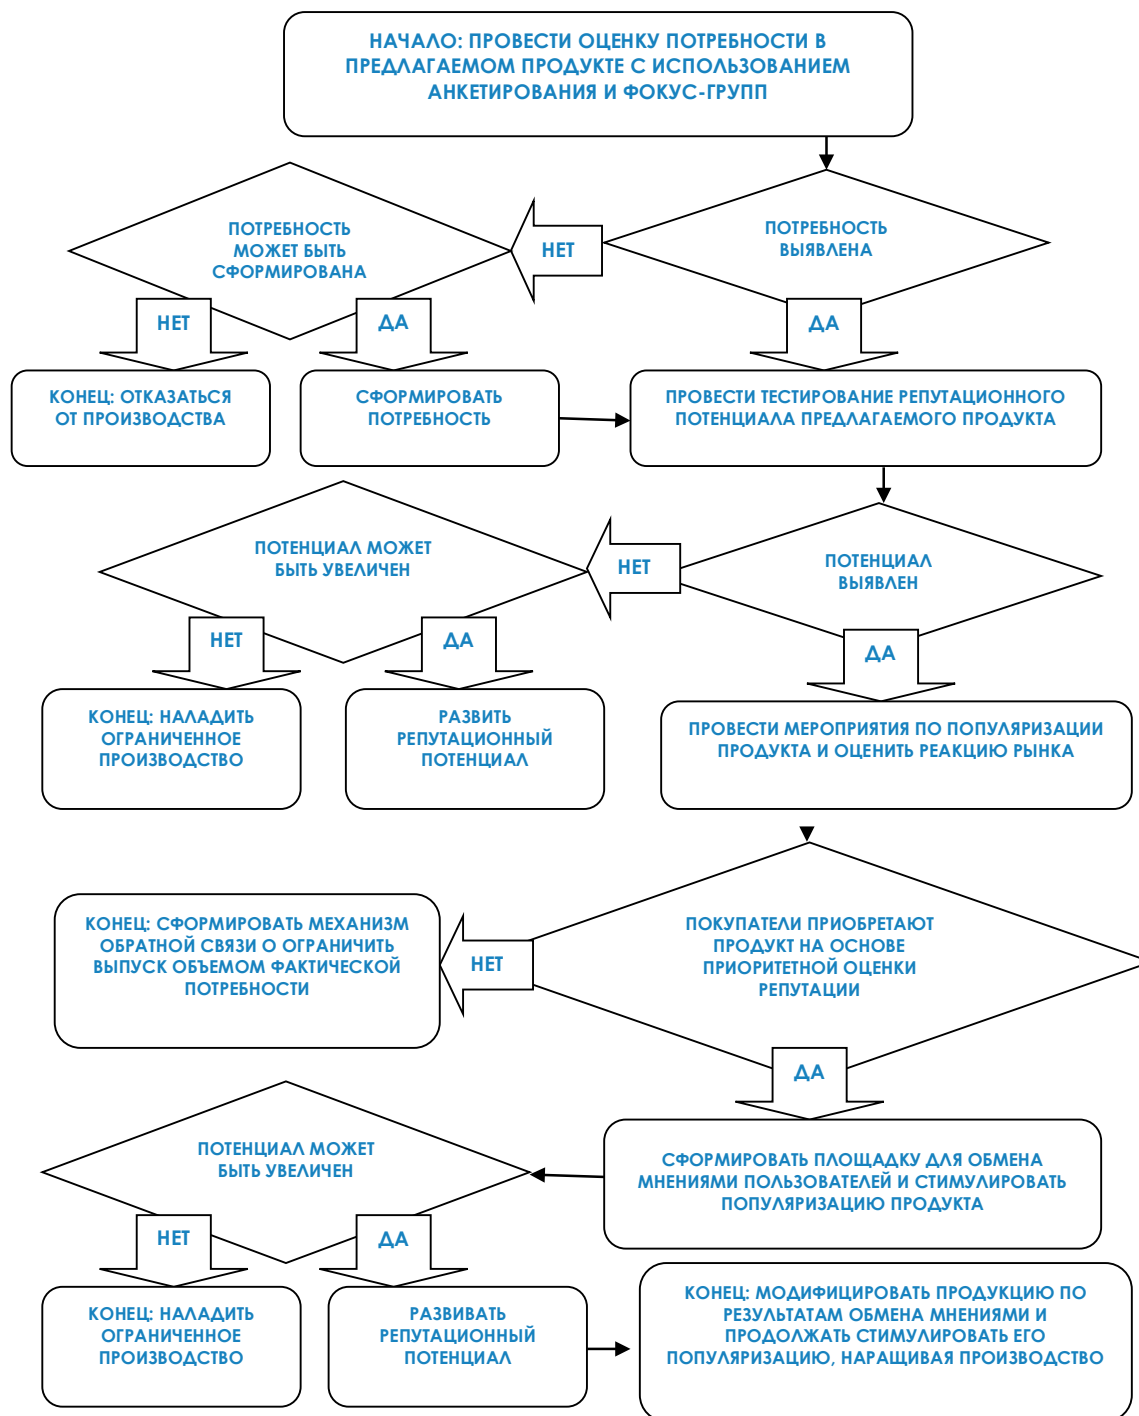 НАЧАЛО: ПРОВЕСТИ ОЦЕНКУ ПОТРЕБНОСТИ В
ПРЕДЛАГАЕМОМ ПРОДУКТЕ С ИСПОЛЬЗОВАНИЕМ
АНКЕТИРОВАНИЯ И ФОКУС-ГРУПП
ПОТРЕБНОСТЬ
ВЫЯВЛЕНА
НЕТ
ПОТРЕБНОСТЬ
МОЖЕТ БЫТЬ
СФОРМИРОВАНА
НЕТ
ДА
ДА
КОНЕЦ: ОТКАЗАТЬСЯ
ОТ ПРОИЗВОДСТВА
СФОРМИРОВАТЬ
ПОТРЕБНОСТЬ
ПРОВЕСТИ ТЕСТИРОВАНИЕ РЕПУТАЦИОННОГО
ПОТЕНЦИАЛА ПРЕДЛАГАЕМОГО ПРОДУКТА
ПОТЕНЦИАЛ
ВЫЯВЛЕН
НЕТ
ПОТЕНЦИАЛ МОЖЕТ
БЫТЬ УВЕЛИЧЕН
НЕТ
ДА
ДА
КОНЕЦ: НАЛАДИТЬ
ОГРАНИЧЕННОЕ
ПРОИЗВОДСТВО
РАЗВИТЬ
РЕПУТАЦИОННЫЙ
ПОТЕНЦИАЛ
ПРОВЕСТИ МЕРОПРИЯТИЯ ПО ПОПУЛЯРИЗАЦИИ
ПРОДУКТА И ОЦЕНИТЬ РЕАКЦИЮ РЫНКА
ПОКУПАТЕЛИ ПРИОБРЕТАЮТ
ПРОДУКТ НА ОСНОВЕ
ПРИОРИТЕТНОЙ ОЦЕНКИ
РЕПУТАЦИИ
НЕТ
КОНЕЦ: СФОРМИРОВАТЬ МЕХАНИЗМ
ОБРАТНОЙ СВЯЗИ О ОГРАНИЧИТЬ
ВЫПУСК ОБЪЕМОМ ФАКТИЧЕСКОЙ
ПОТРЕБНОСТИ
ДА
СФОРМИРОВАТЬ ПЛОЩАДКУ ДЛЯ ОБМЕНА
МНЕНИЯМИ ПОЛЬЗОВАТЕЛЕЙ И СТИМУЛИРОВАТЬ
ПОПУЛЯРИЗАЦИЮ ПРОДУКТА
ПОТЕНЦИАЛ МОЖЕТ
БЫТЬ УВЕЛИЧЕН
НЕТ
ДА
КОНЕЦ: НАЛАДИТЬ
ОГРАНИЧЕННОЕ
ПРОИЗВОДСТВО
РАЗВИВАТЬ
РЕПУТАЦИОННЫЙ
ПОТЕНЦИАЛ
КОНЕЦ: МОДИФИЦИРОВАТЬ ПРОДУКЦИЮ ПО
РЕЗУЛЬТАТАМ ОБМЕНА МНЕНИЯМИ И
ПРОДОЛЖАТЬ СТИМУЛИРОВАТЬ ЕГО
ПОПУЛЯРИЗАЦИЮ, НАРАЩИВАЯ ПРОИЗВОДСТВО